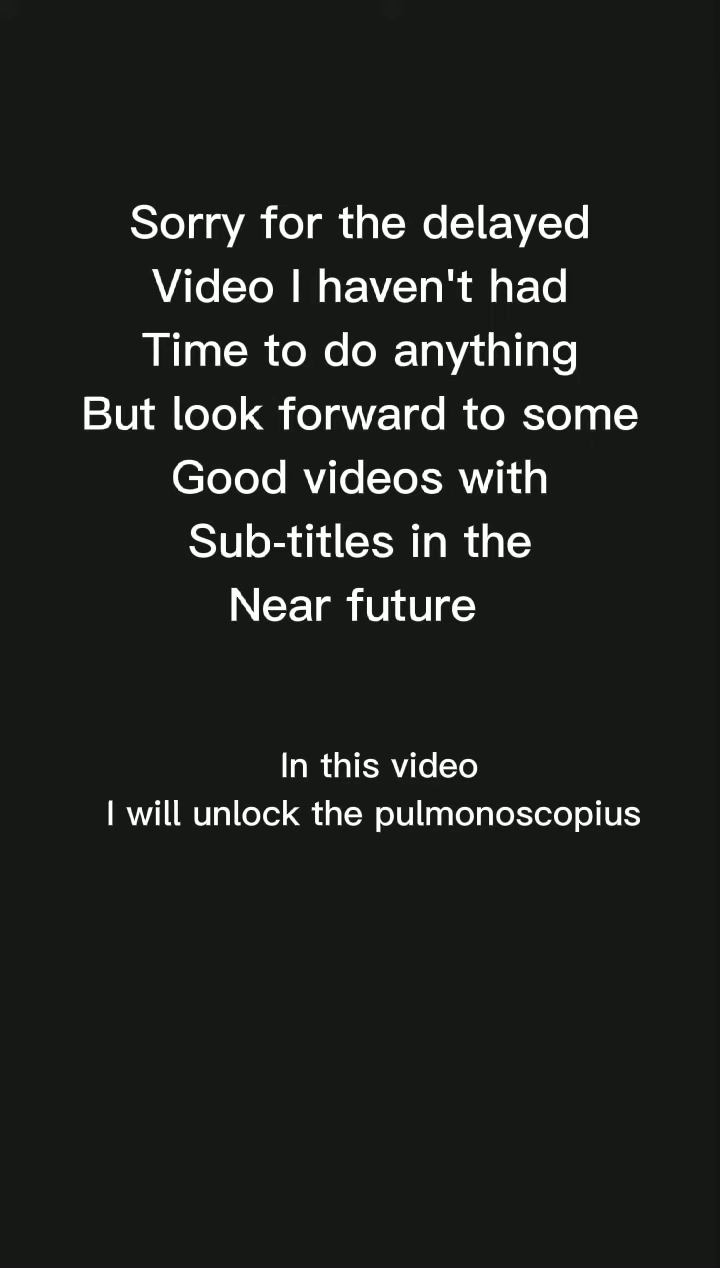 Sorry for the delayed
Video I haven't had
Time to do anything
But look forward to some
Good videos with
Sub-titles in the
Near future
In this video
I will unlock the pulmonoscopius